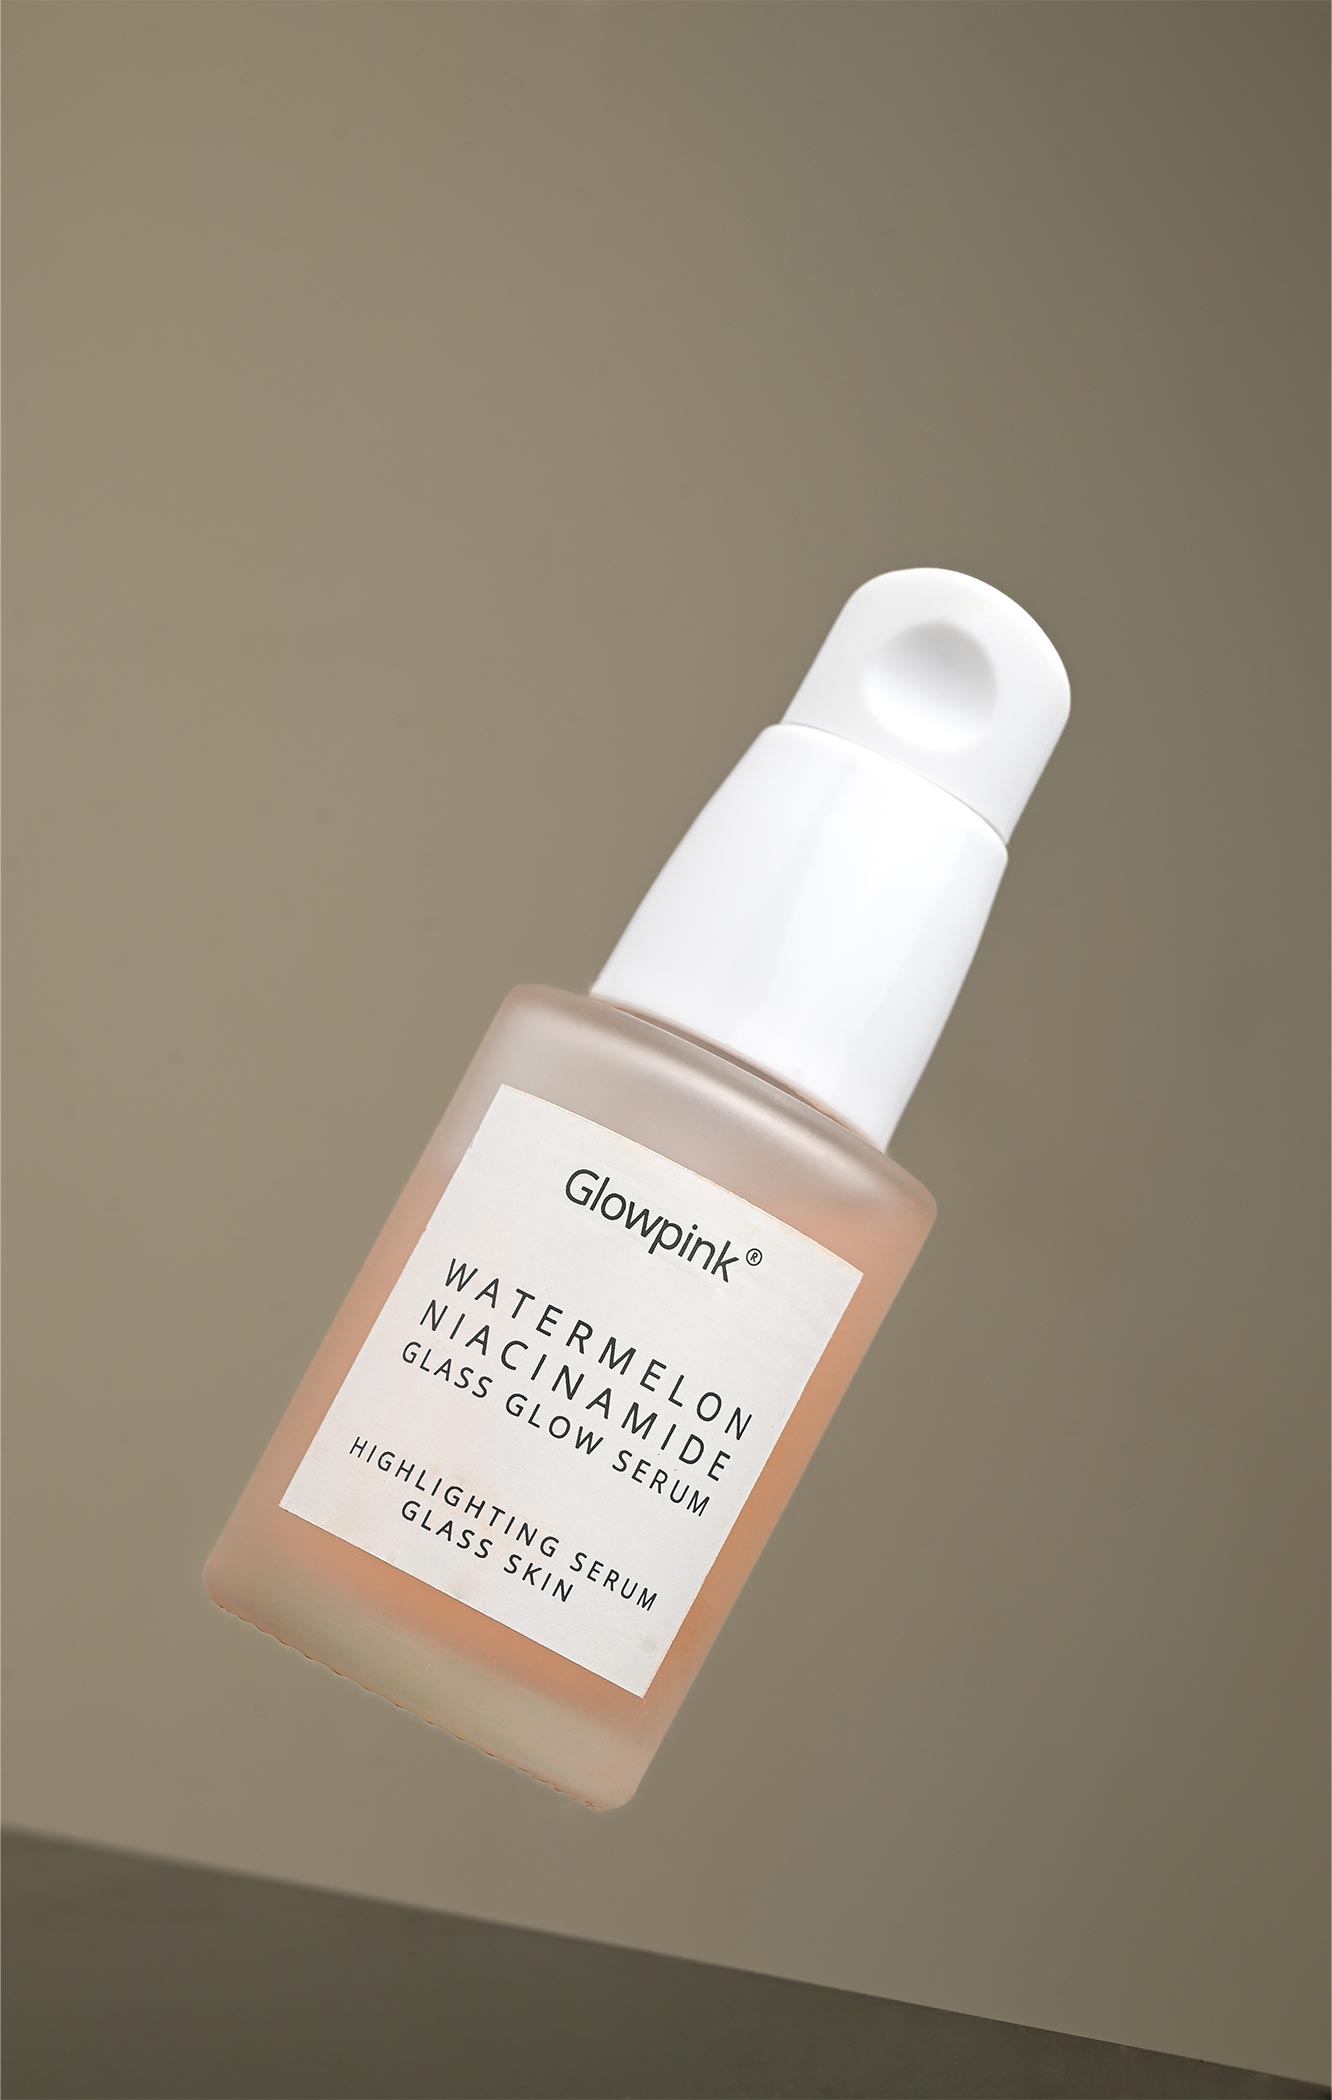 Glowpink®
WATERMELON
NIACINAMIDE
GLASS GLOW SERUM
HIGHLIGHTING SERUM
GLASS SKIN